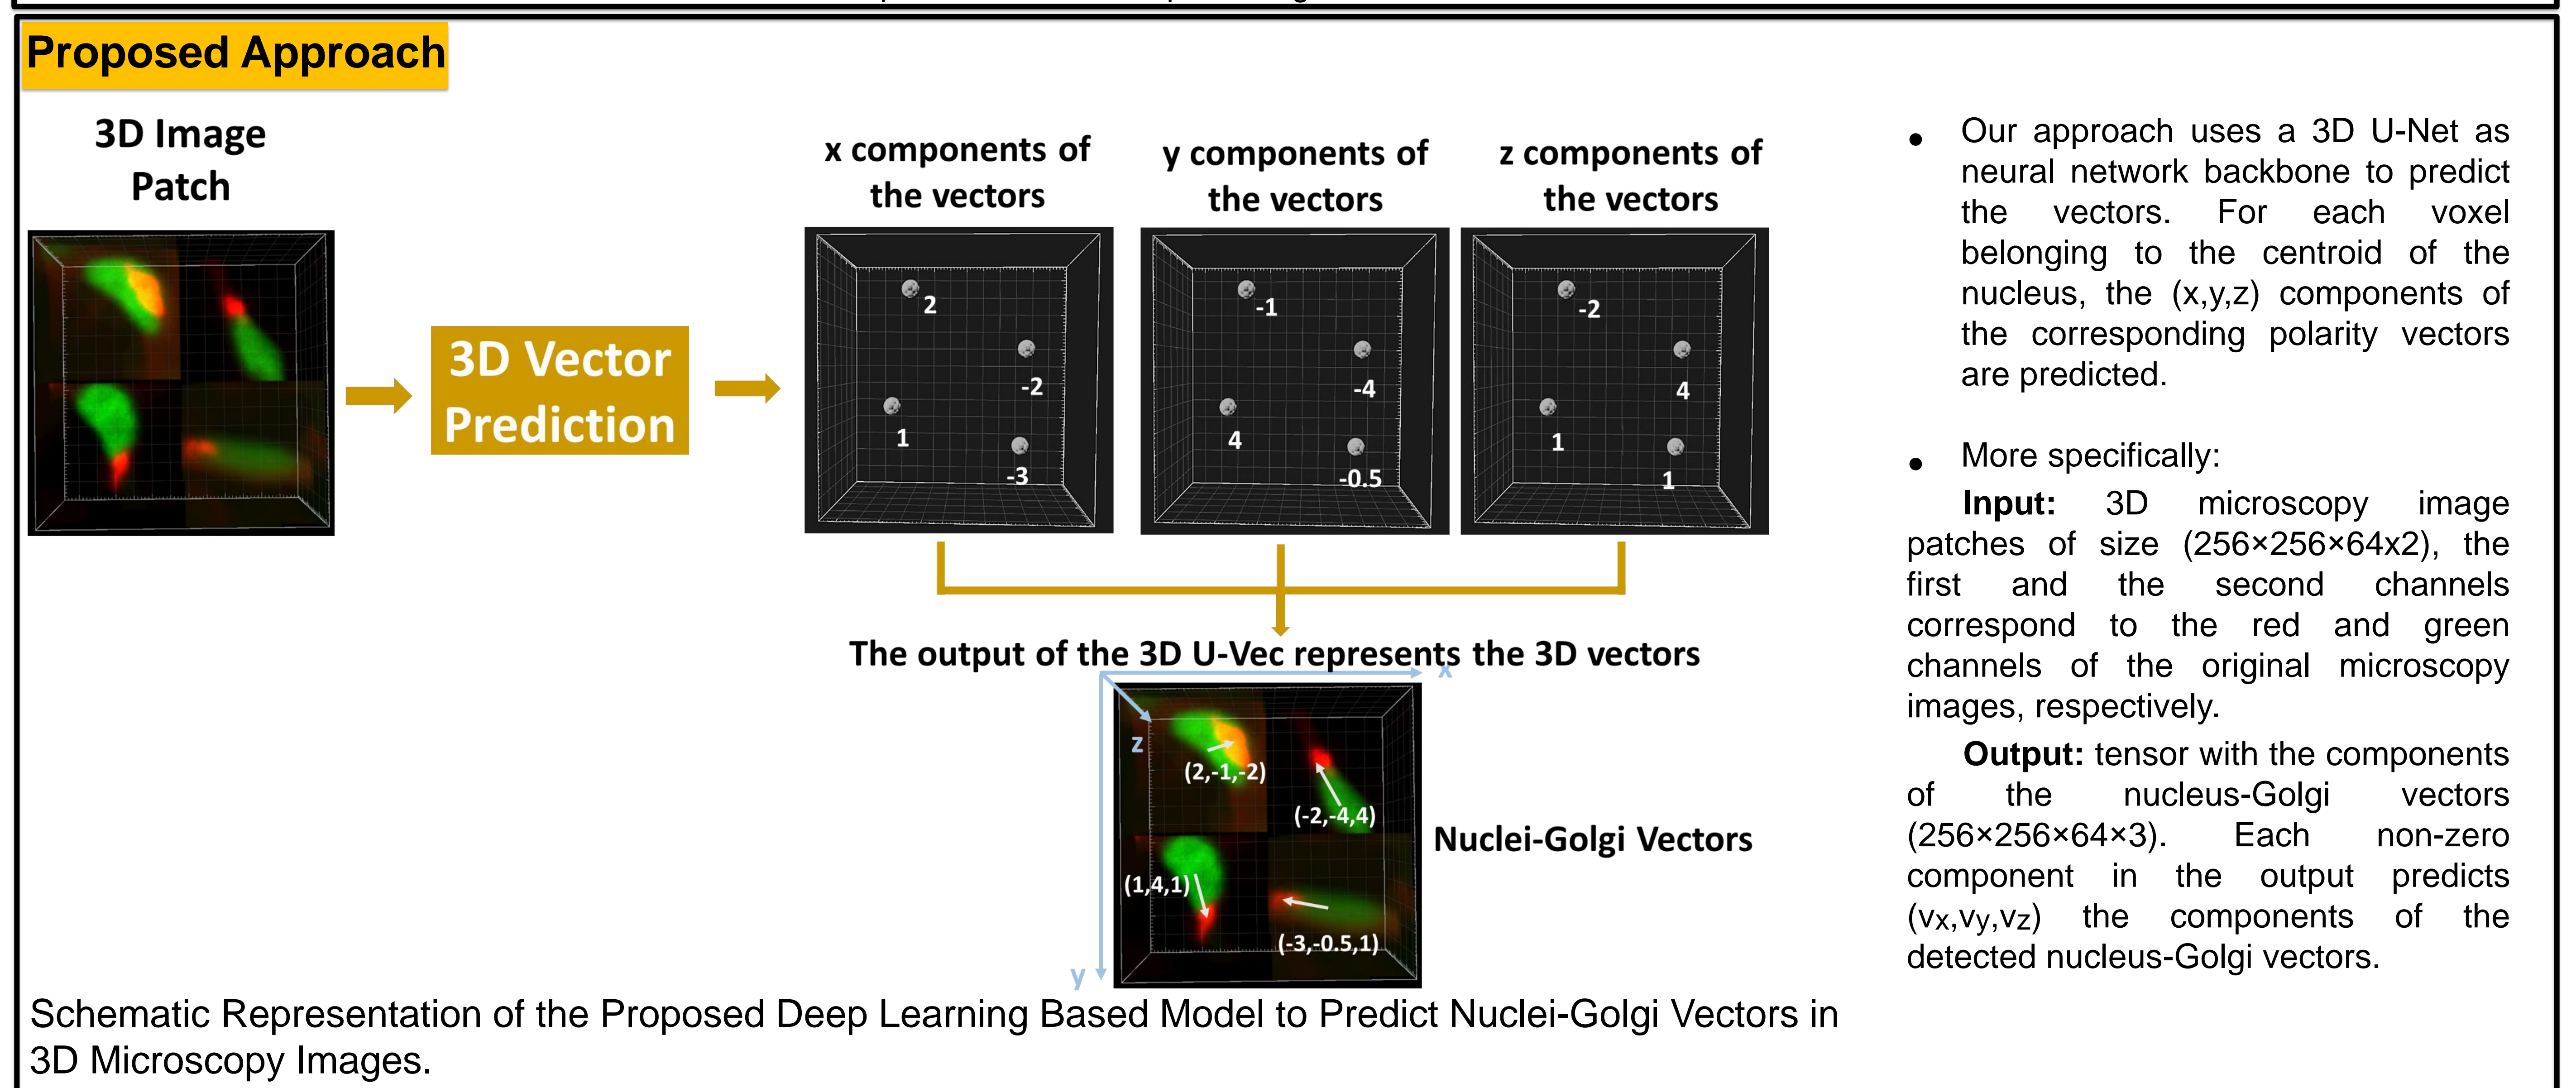 Proposed Approach
3D Image
Patch
3D Vector
Prediction
x components of
the vectors
2
-2
1
-3
y components of
the vectors
-1
-4
4
-0.5
z components of
the vectors
-2
4
1
1
The output of the 3D U-Vec represents the 3D vectors
x
z
y
(2,-1,-2)
(-2,-4,4)
(1,4,1)
(-3,-0.5,1)
Nuclei-Golgi Vectors
Schematic Representation of the Proposed Deep Learning Based Model to Predict Nuclei-Golgi Vectors in
3D Microscopy Images.
• Our approach uses a 3D U-Net as
neural network backbone to predict
the vectors. For each voxel
belonging to the centroid of the
nucleus, the (x,y,z) components of
the corresponding polarity vectors
are predicted.
• More specifically:
Input: 3D microscopy image
patches of size (256×256×64x2), the
first and the second channels
correspond to the red and green
channels of the original microscopy
images, respectively.
Output: tensor with the components
of the nucleus-Golgi vectors
(256×256×64×3). Each non-zero
component in the output predicts
(vx,vy,vz) the components of the
detected nucleus-Golgi vectors.